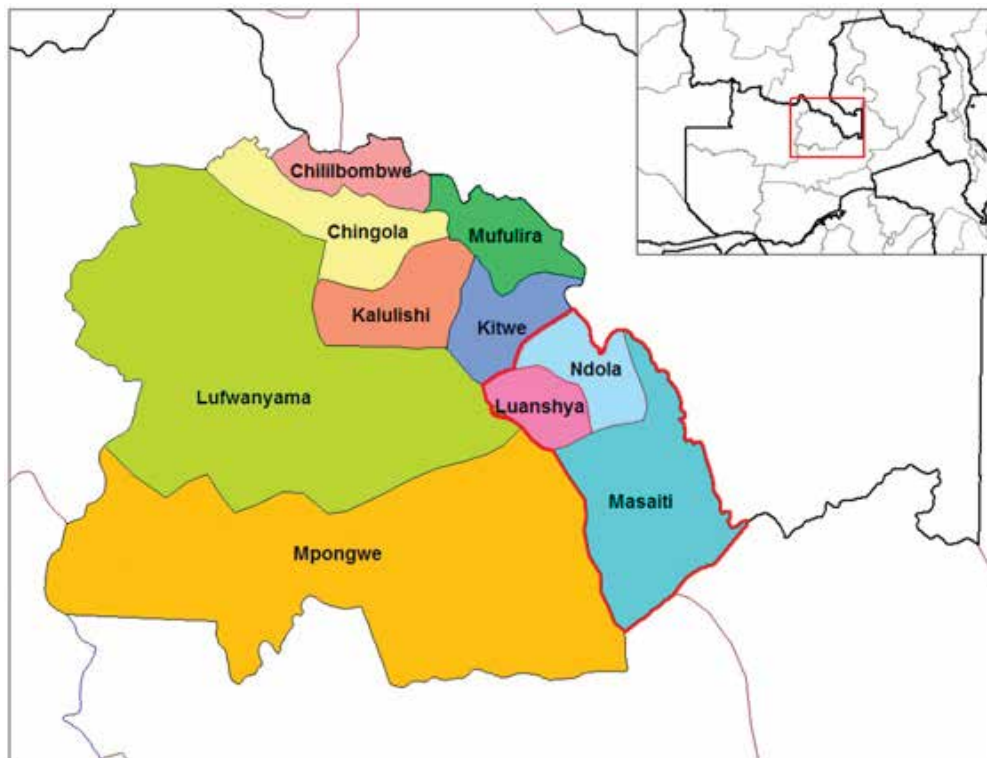 Chililbombwe
Chingola
Mufulira
Kalulishi
Kitwe
Ndola
Lufwanyama
Luanshya
Masaiti
Mpongwe